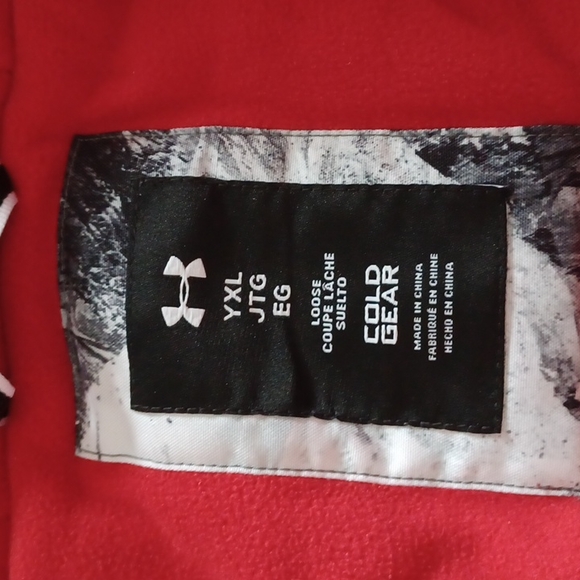 YXL
JTG
EG
LOOSE
COUPE LÂCHE
SUELTO
COLD
GEAR
MADE IN CHINA
FABRIQUÉ EN CHINE
HECHO EN CHINA